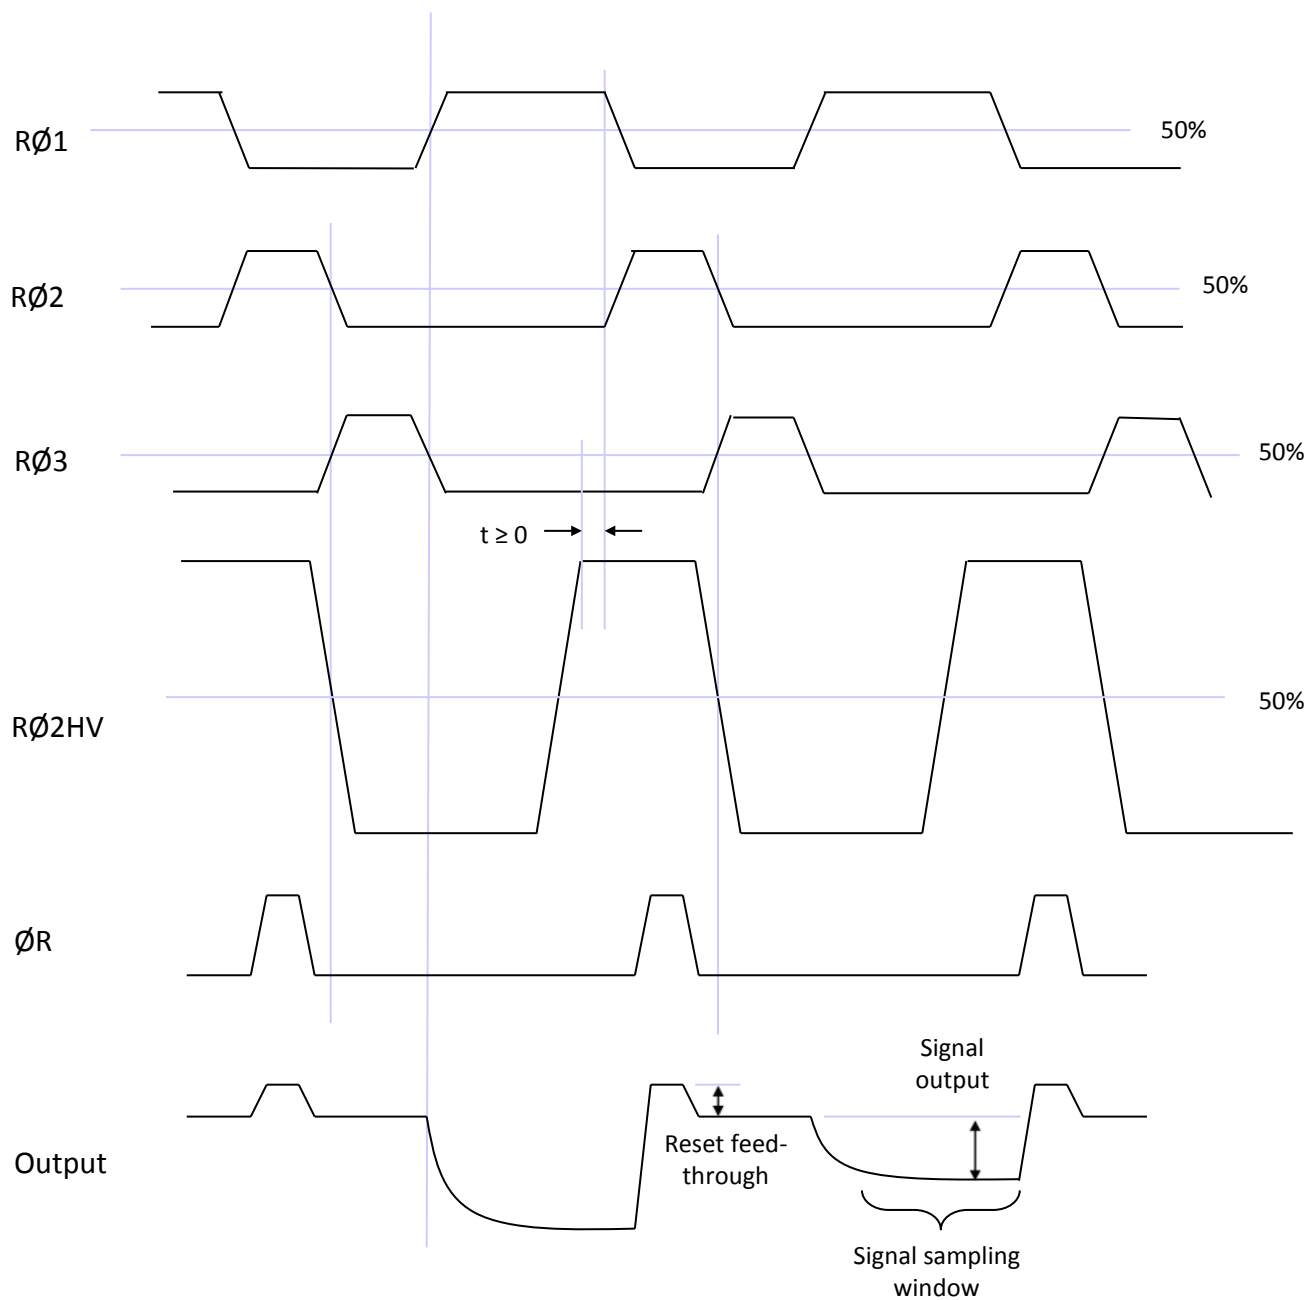 RØ1
50%
RØ2
50%
RØ3
50%
t ≥ 0
RØ2HV
50%
ØR
Signal
output
Reset feed-
through
Output
Signal sampling
window